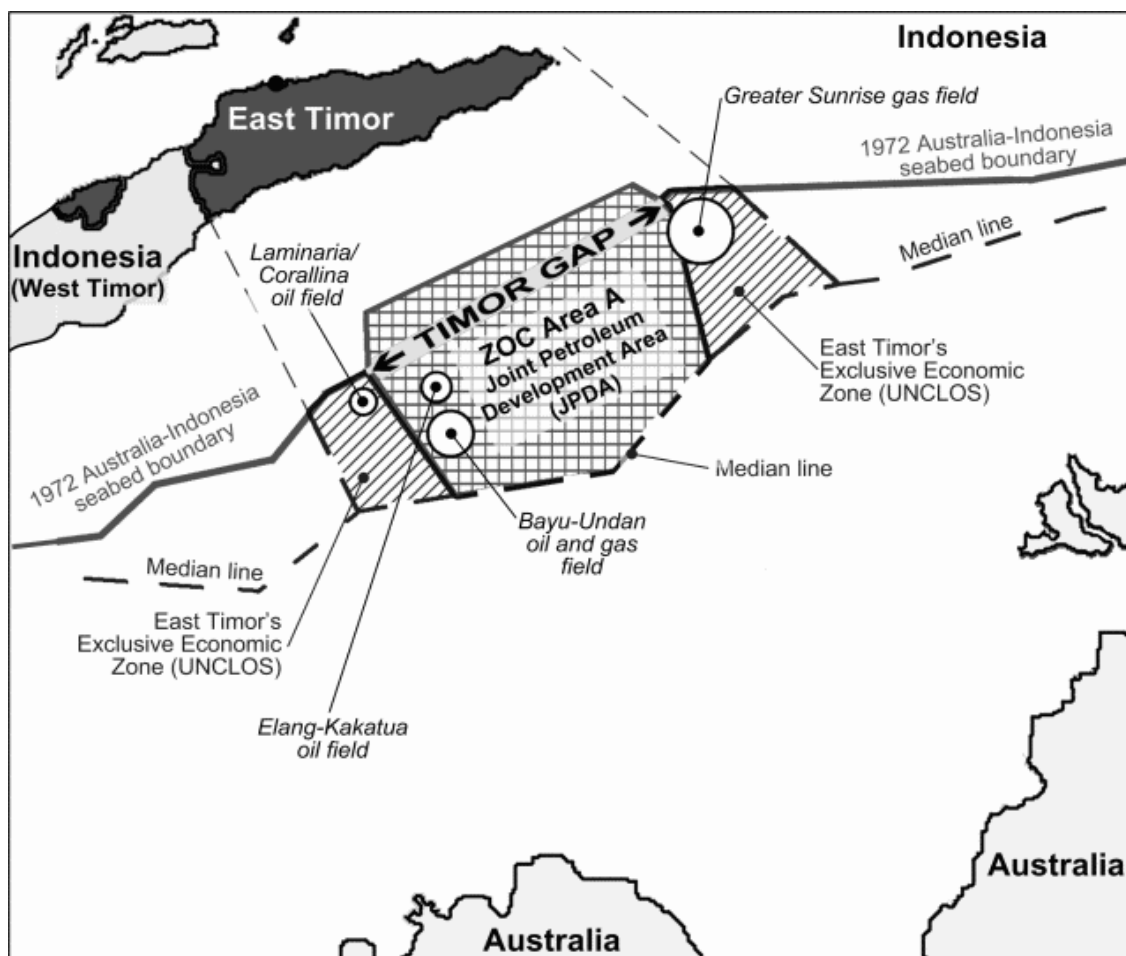 Indonesia
Greater Sunrise gas field
East Timor
1972 Australia-Indonesia
seabed boundary
Indonesia
(West Timor)
Laminaria/
Corallina
oil field
TIMOR GAP
Median line
ZOC Area A
Joint Petroleum
Development Area
(JPDA)
East Timor's
Exclusive Economic
Zone (UNCLOS)
1972 Australia-Indonesia
seabed boundary
Median line
Bayu-Undan
oil and gas
field
Median line
East Timor's
Exclusive Economic
Zone (UNCLOS)
Elang-Kakatua
oil field
Australia
Australia